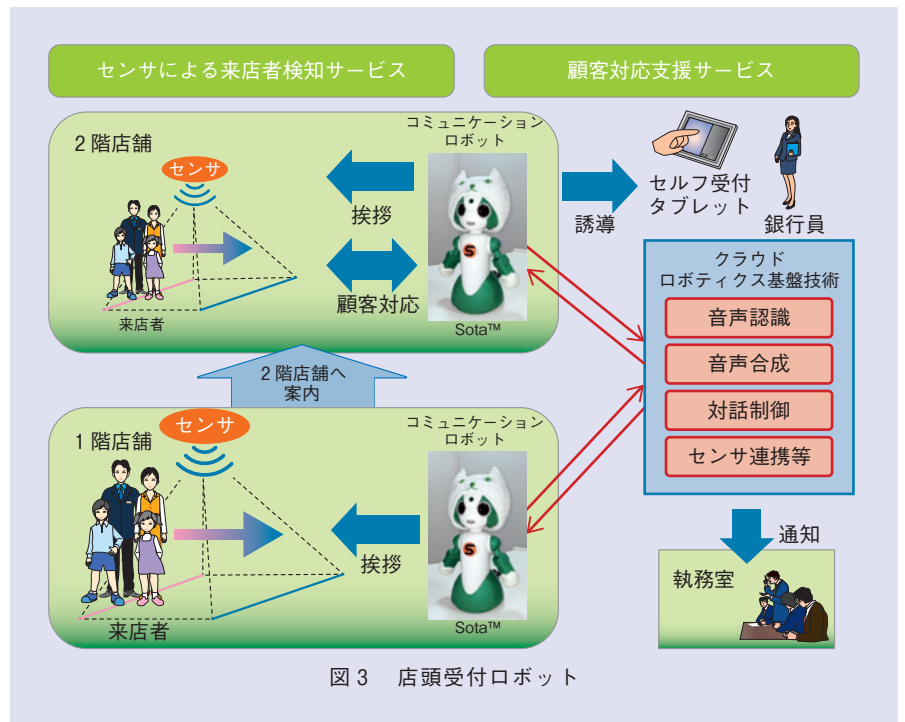 センサによる来店者検知サービス
顧客対応支援サービス
2階店舗
センサ
来店者
挨拶
顧客対応
コミュニケーション
ロボット
S
Sota™
誘導
セルフ受付
タブレット
銀行員
クラウド
ロボティクス基盤技術
音声認識
音声合成
対話制御
センサ連携等
2階店舗へ
案内
1階店舗
センサ
来店者
挨拶
コミュニケーション
ロボット
S
Sota™
通知
執務室
図3 店頭受付ロボット